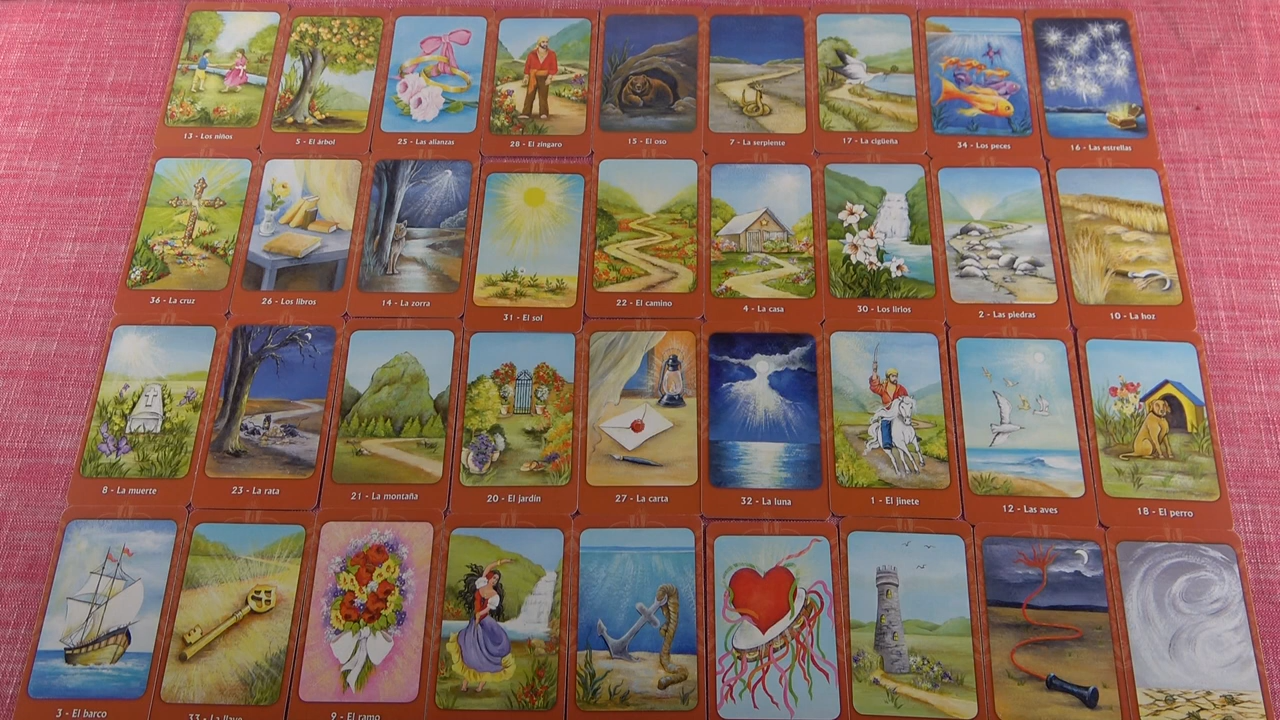 13 - Los niños
5 - El árbol
25 - Las alianzas
28 - El zíngaro
15 - El oso
7 - La serpiente
17 - La cigüeña
34 - Los peces
16 - Las estrellas
36 - La cruz
26 - Los libros
14 - La zorra
31 - El sol
22 - El camino
4 - La casa
30 - Los lirios
2 - Las piedras
10 - La hoz
8 - La muerte
23 - La rata
21 - La montaña
20 - El jardín
27 - La carta
32 - La luna
1 - El jinete
12 - Las aves
18 - El perro
3 - El barco
33 - La llave
9 - El ramo